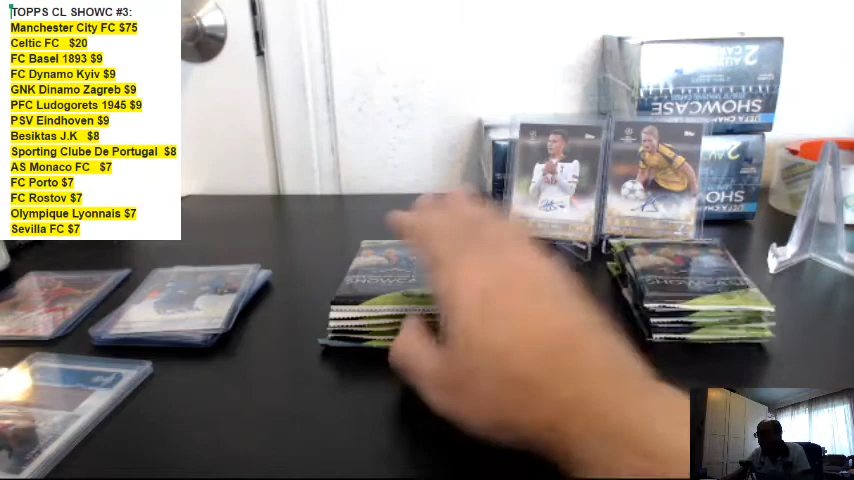 TOPPS CL SHOWC #3:
Manchester City FC $75
Celtic FC   $20
FC Basel 1893 $9
FC Dynamo Kyiv $9
GNK Dinamo Zagreb $9
PFC Ludogorets 1945 $9
PSV Eindhoven $9
Besiktas J.K   $8
Sporting Clube De Portugal  $8
AS Monaco FC   $7
FC Porto $7
FC Rostov $7
Olympique Lyonnais $7
Sevilla FC $7
2
SHOWCASE
2